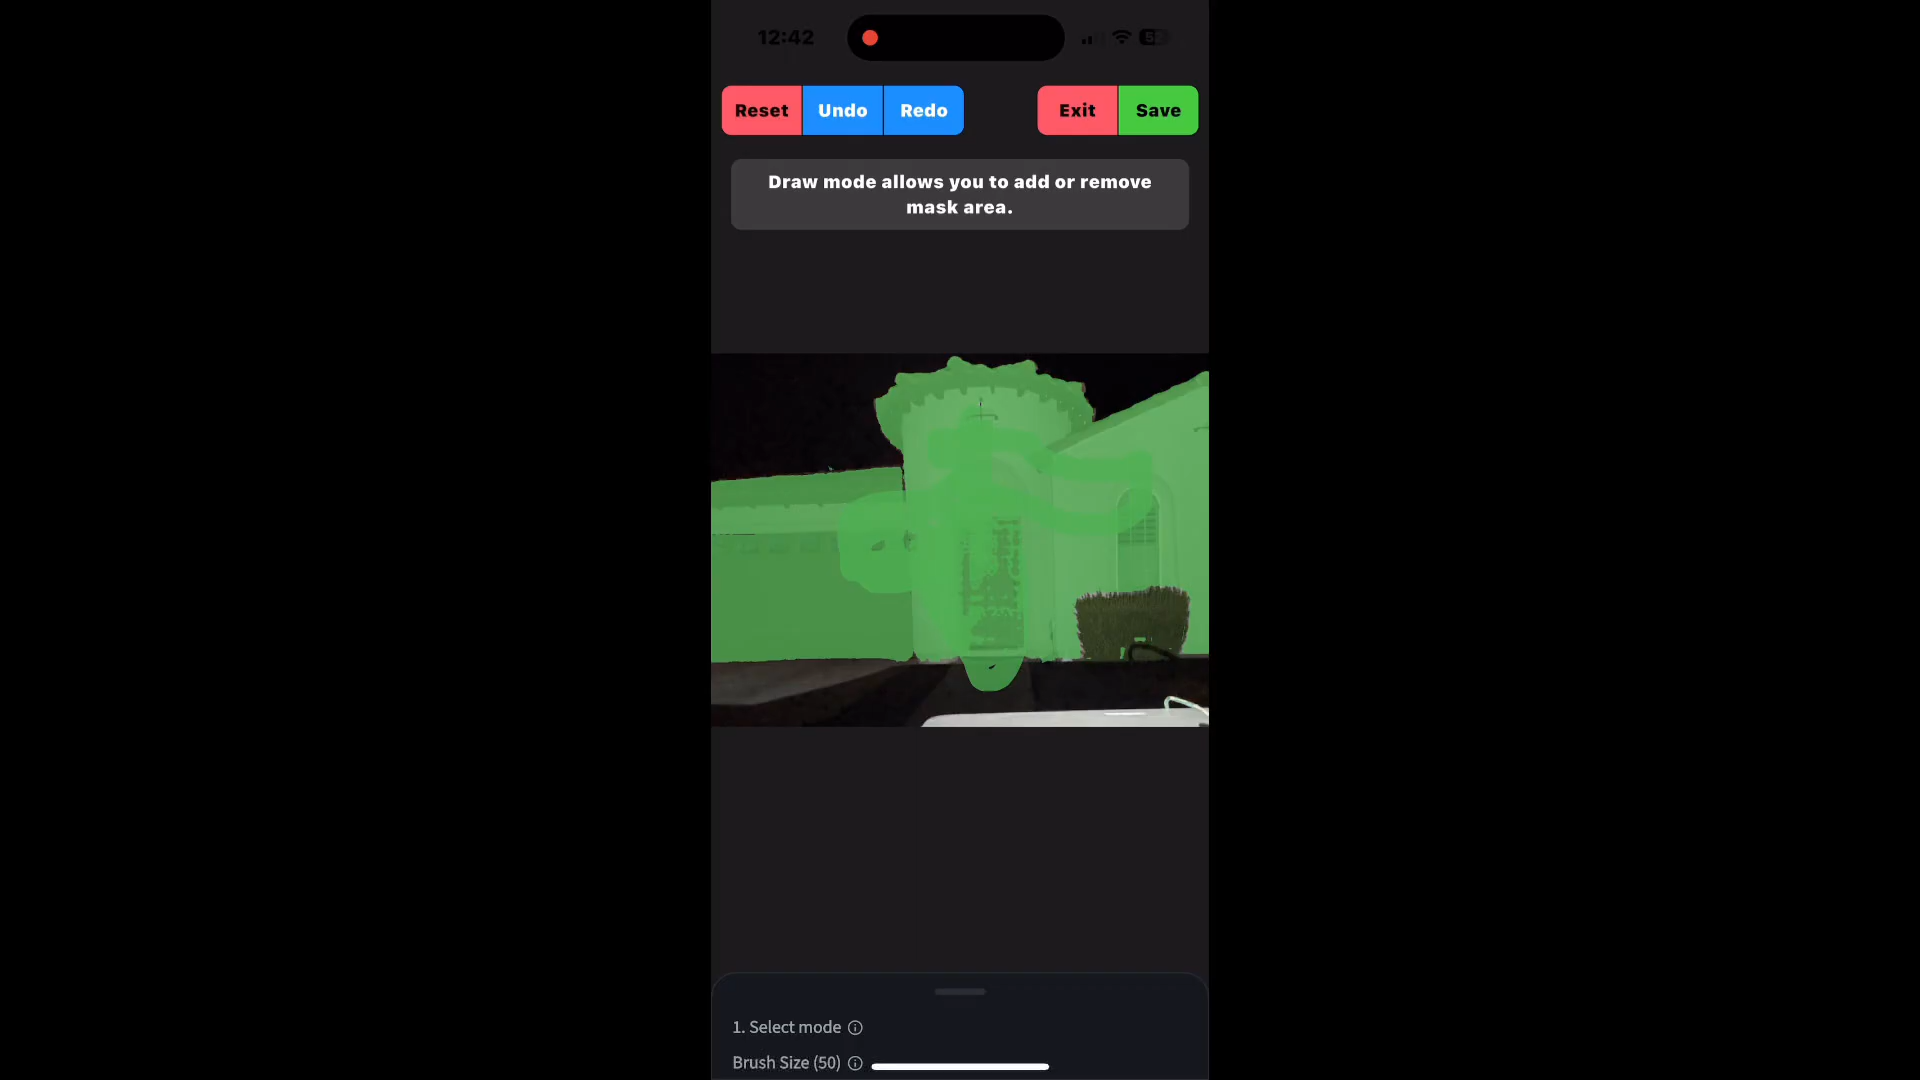 12:42
52
Reset Undo Redo Exit Save
Draw mode allows you to add or remove
mask area.
1. Select mode
Brush Size (50)